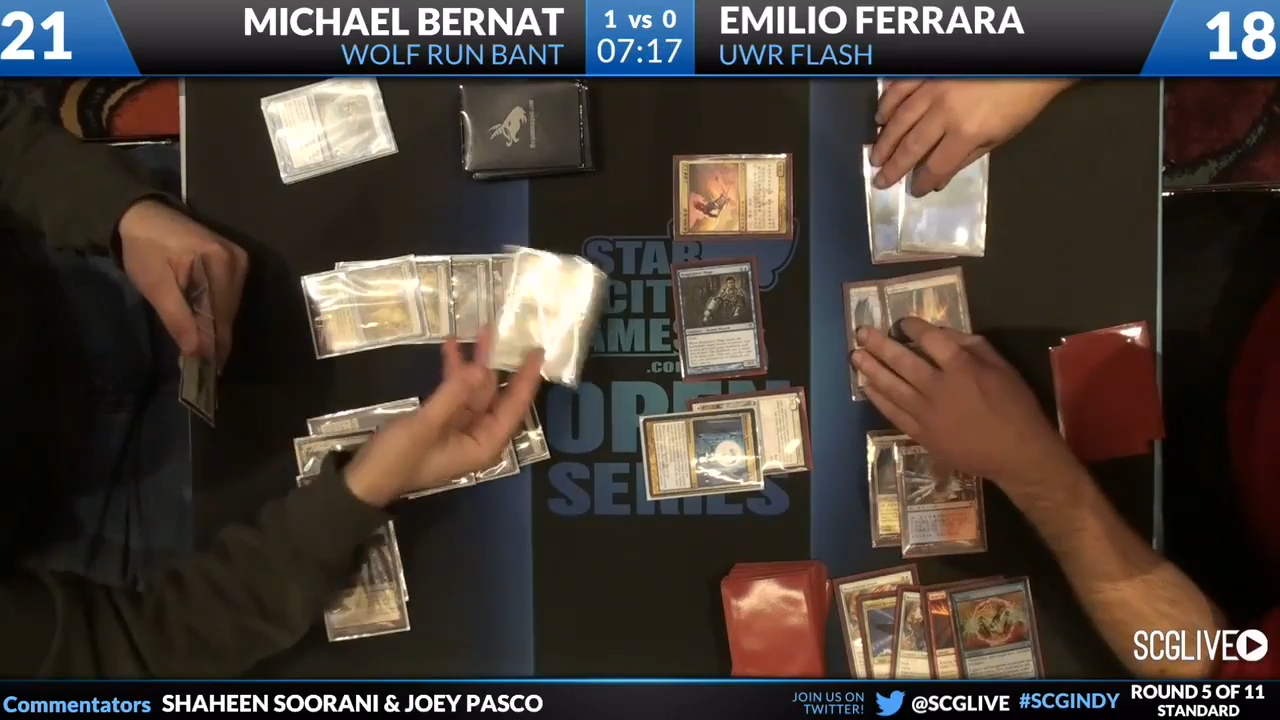 21
MICHAEL BERNAT
WOLF RUN BANT
1 vs 0
07:17
EMILIO FERRARA
UWR FLASH
18
STAR
CITY
GAMES
.com
OPEN
SERIES
SCGLIVE
Commentators SHAHEEN SOORANI & JOEY PASCO
JOIN US ON
TWITTER!
@SCGLIVE #SCGINDY
ROUND 5 OF 11
STANDARD